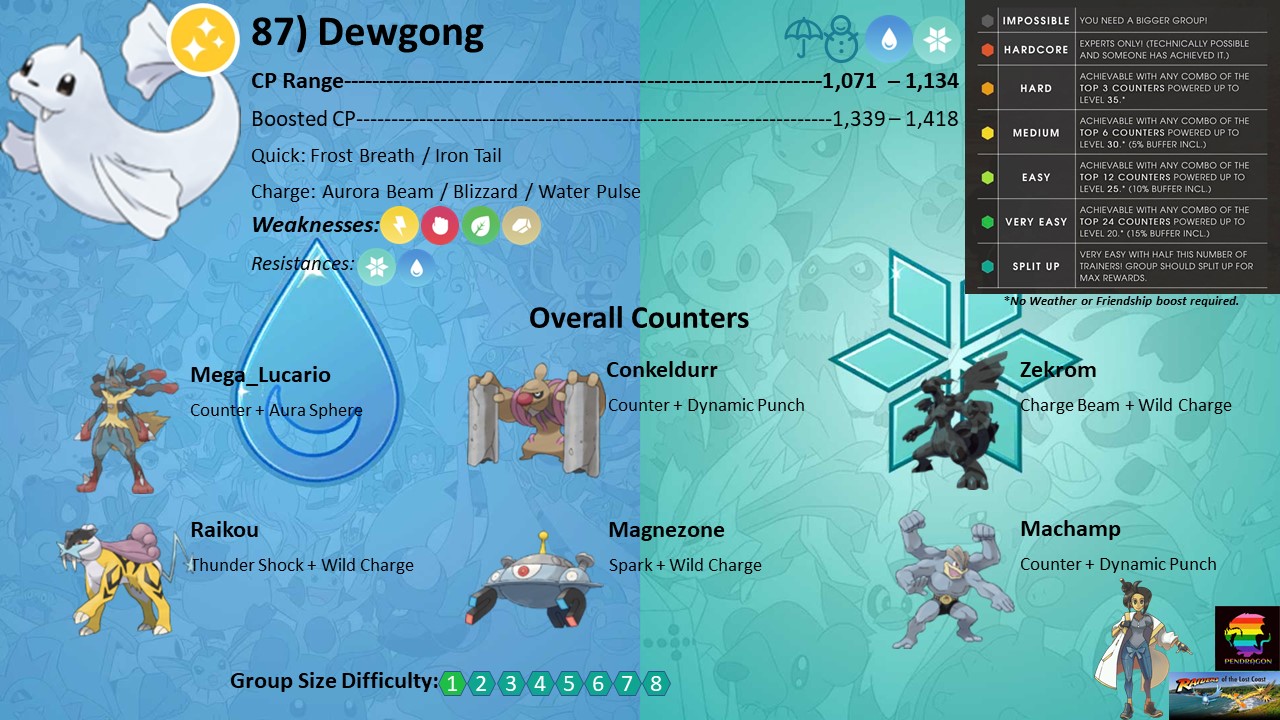 87) Dewgong
CP Range--------------------1,071 – 1,134
Boosted CP--------------------1,339 – 1,418
Quick: Frost Breath / Iron Tail
Charge: Aurora Beam / Blizzard / Water Pulse
Weaknesses:
Resistances:
IMPOSSIBLE YOU NEED A BIGGER GROUP!
HARDCORE EXPERTS ONLY! (TECHNICALLY POSSIBLE
AND SOMEONE HAS ACHIEVED IT.)
HARD ACHIEVABLE WITH ANY COMBO OF THE
TOP 3 COUNTERS POWERED UP TO
LEVEL 35.*
MEDIUM ACHIEVABLE WITH ANY COMBO OF THE
TOP 6 COUNTERS POWERED UP TO
LEVEL 30.* (5% BUFFER INCL.)
EASY ACHIEVABLE WITH ANY COMBO OF THE
TOP 12 COUNTERS POWERED UP TO
LEVEL 25.* (10% BUFFER INCL.)
VERY EASY ACHIEVABLE WITH ANY COMBO OF THE
TOP 24 COUNTERS POWERED UP TO
LEVEL 20.* (15% BUFFER INCL.)
SPLIT UP VERY EASY WITH HALF THIS NUMBER OF
TRAINERS! GROUP SHOULD SPLIT UP FOR
MAX REWARDS.
*No Weather or Friendship boost required.
Overall Counters
Mega_Lucario
Counter + Aura Sphere
Conkeldurr
Counter + Dynamic Punch
Zekrom
Charge Beam + Wild Charge
Raikou
Thunder Shock + Wild Charge
Magnezone
Spark + Wild Charge
Machamp
Counter + Dynamic Punch
Group Size Difficulty: 1 2 3 4 5 6 7 8
PENDRAGON
RAIDERS of the Lost Coast